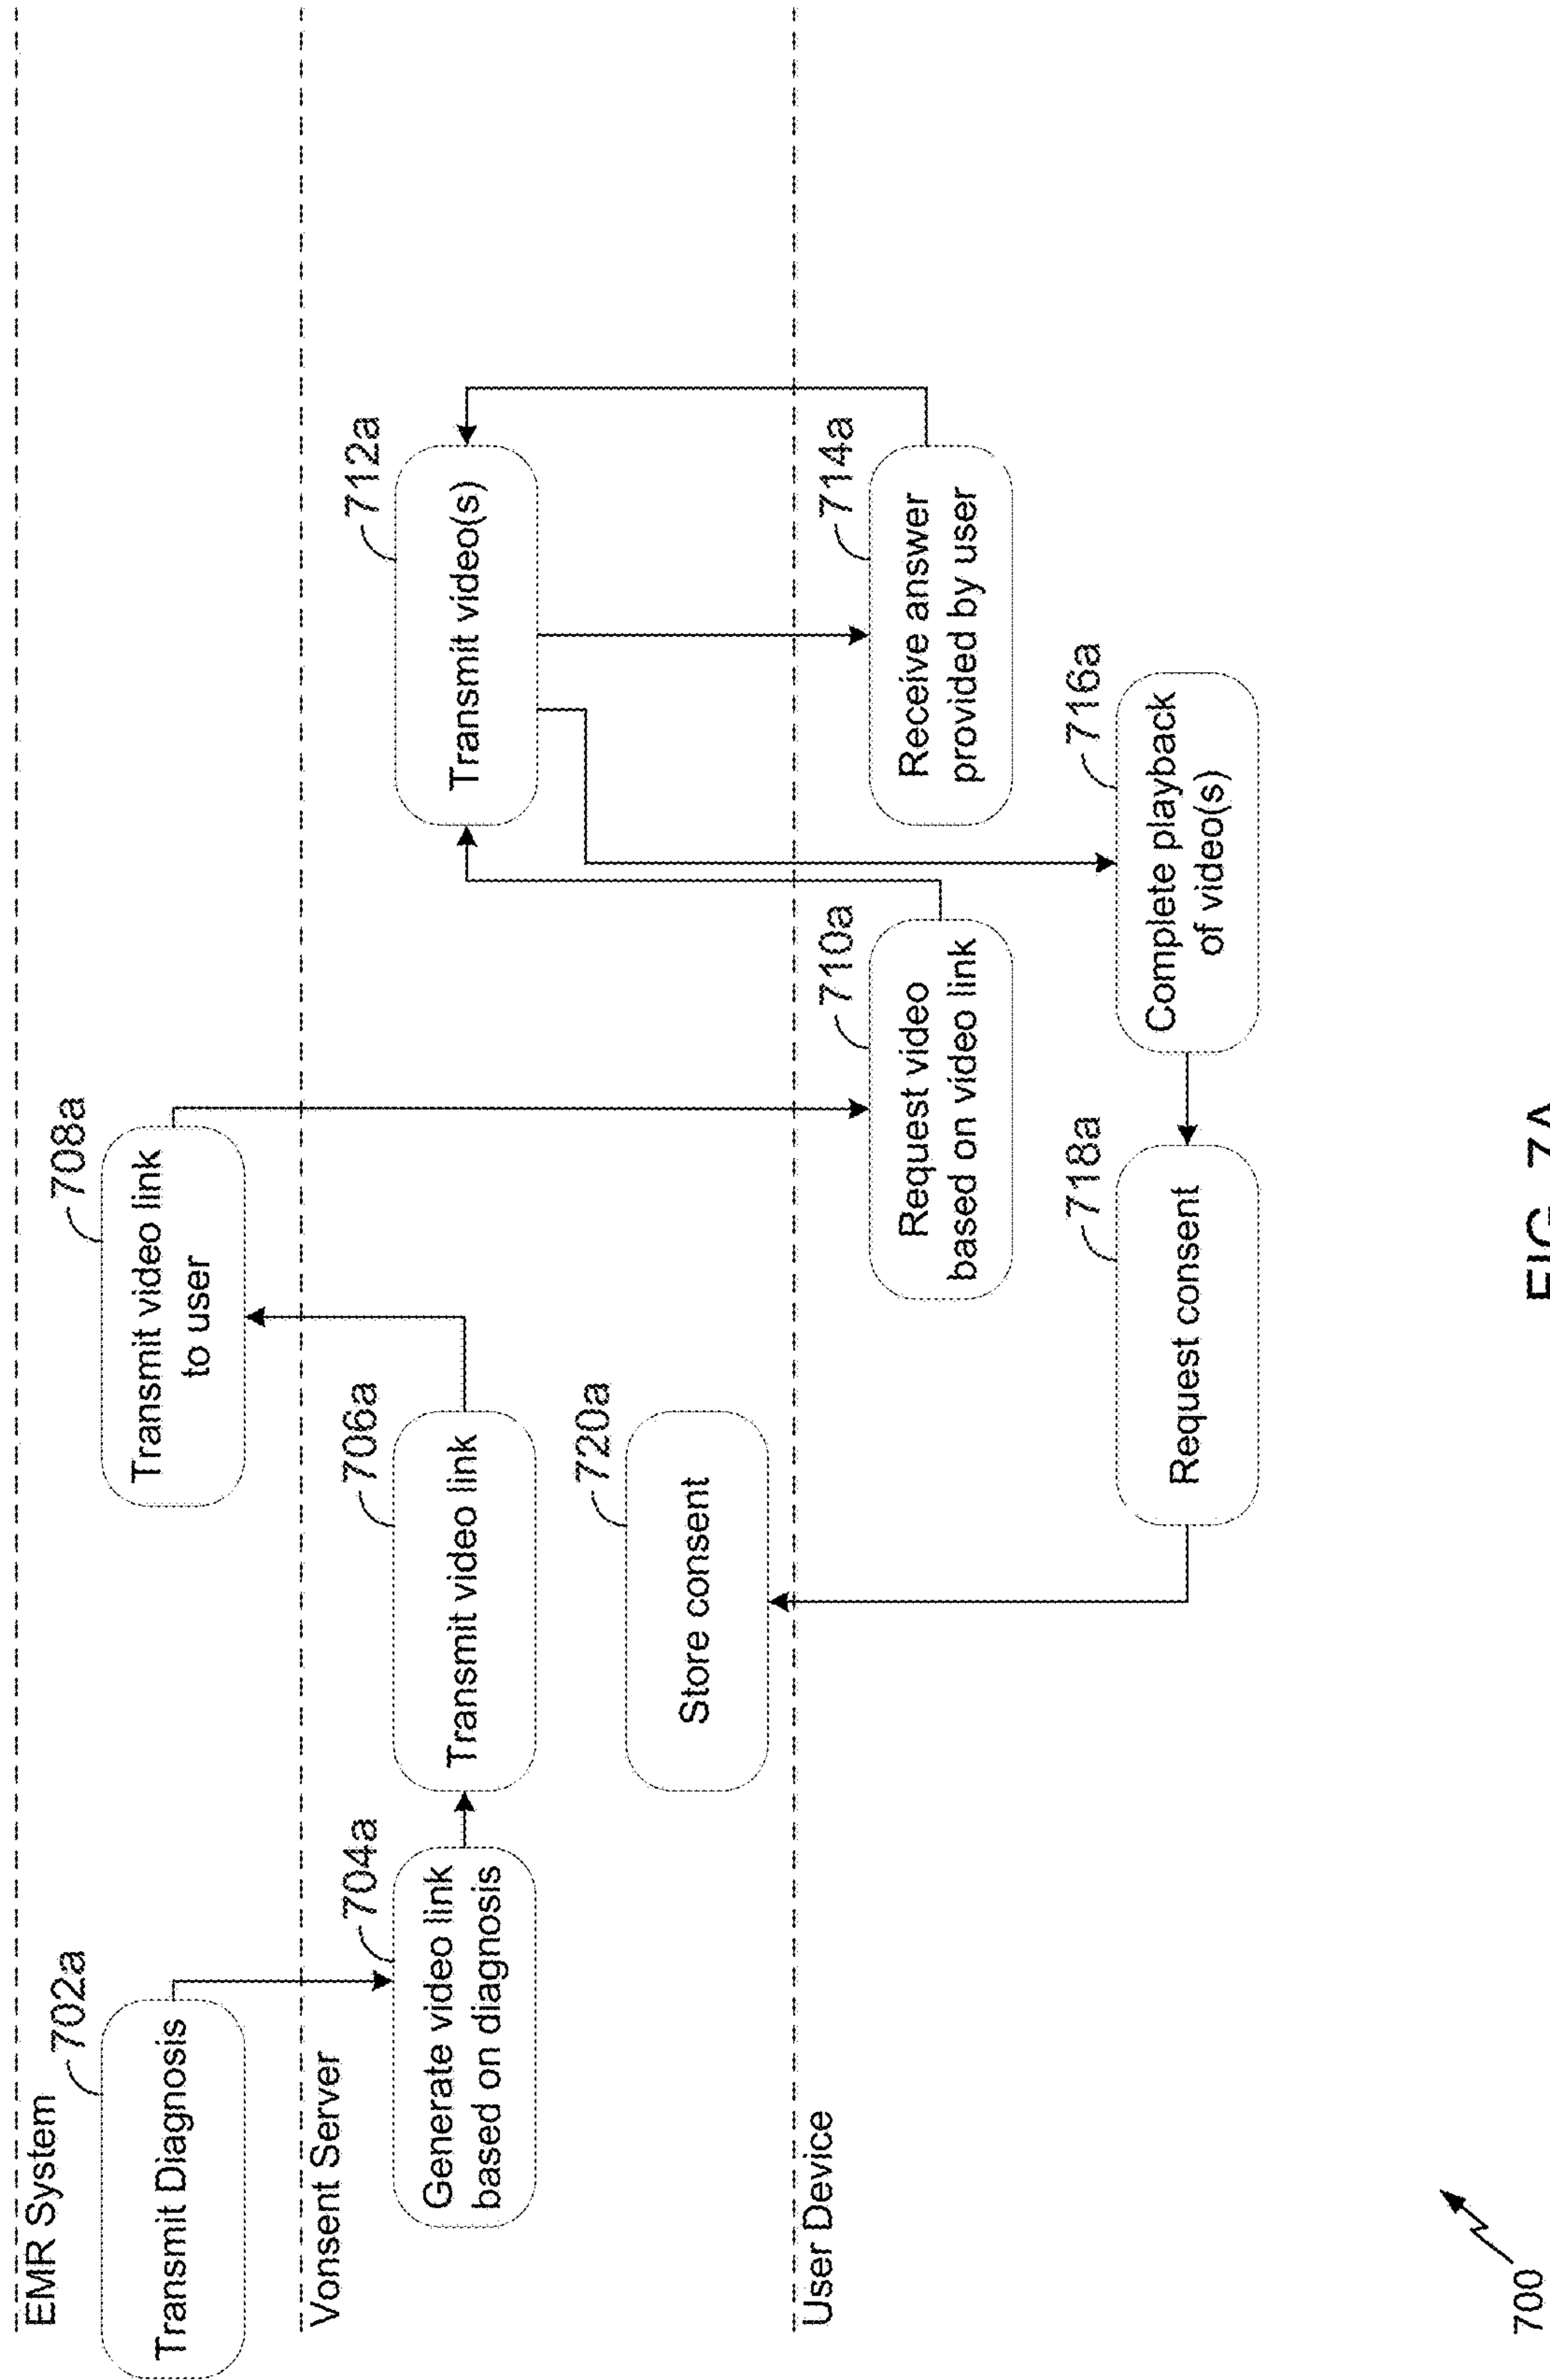 EMR System
702a
Transmit Diagnosis
708a
Transmit video link
to user
Vonsent Server
704a
Generate video link
based on diagnosis
706a
Transmit video link
712a
Transmit video(s)
720a
Store consent
User Device
710a
Request video
based on video link
714a
Receive answer
provided by user
718a
Request consent
716a
Complete playback
of video(s)
700
FIG. 7A